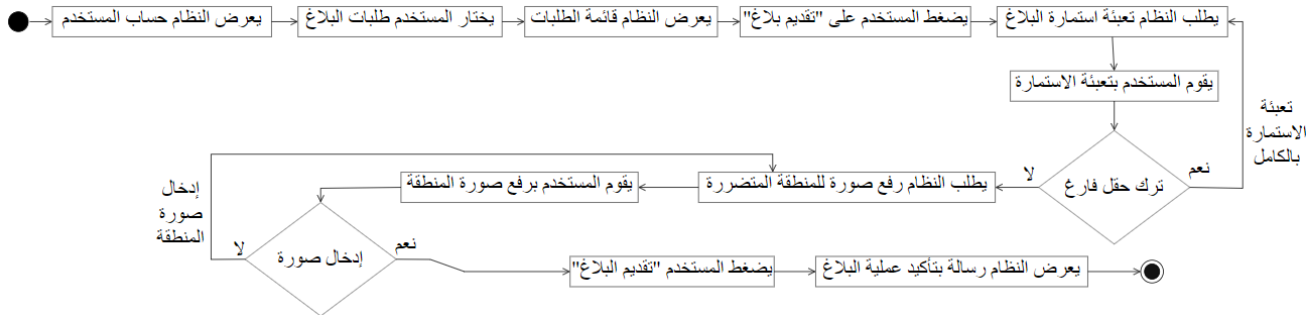 يعرض النظام حساب المستخدم
يختار المستخدم طلبات البلاغ
يعرض النظام قائمة الطلبات
يضغط المستخدم على "تقديم بلاغ"
يطلب النظام تعبئة استمارة البلاغ
يقوم المستخدم بتعبئة الاستمارة
تعبئة
الاستمارة
بالكامل
ترك حقل فارغ
نعم
لا
يطلب النظام رفع صورة للمنطقة المتضررة
يقوم المستخدم برفع صورة المنطقة
إدخال
صورة
المنطقة
إدخال صورة
لا
نعم
يضغط المستخدم "تقديم البلاغ"
يعرض النظام رسالة بتأكيد عملية البلاغ